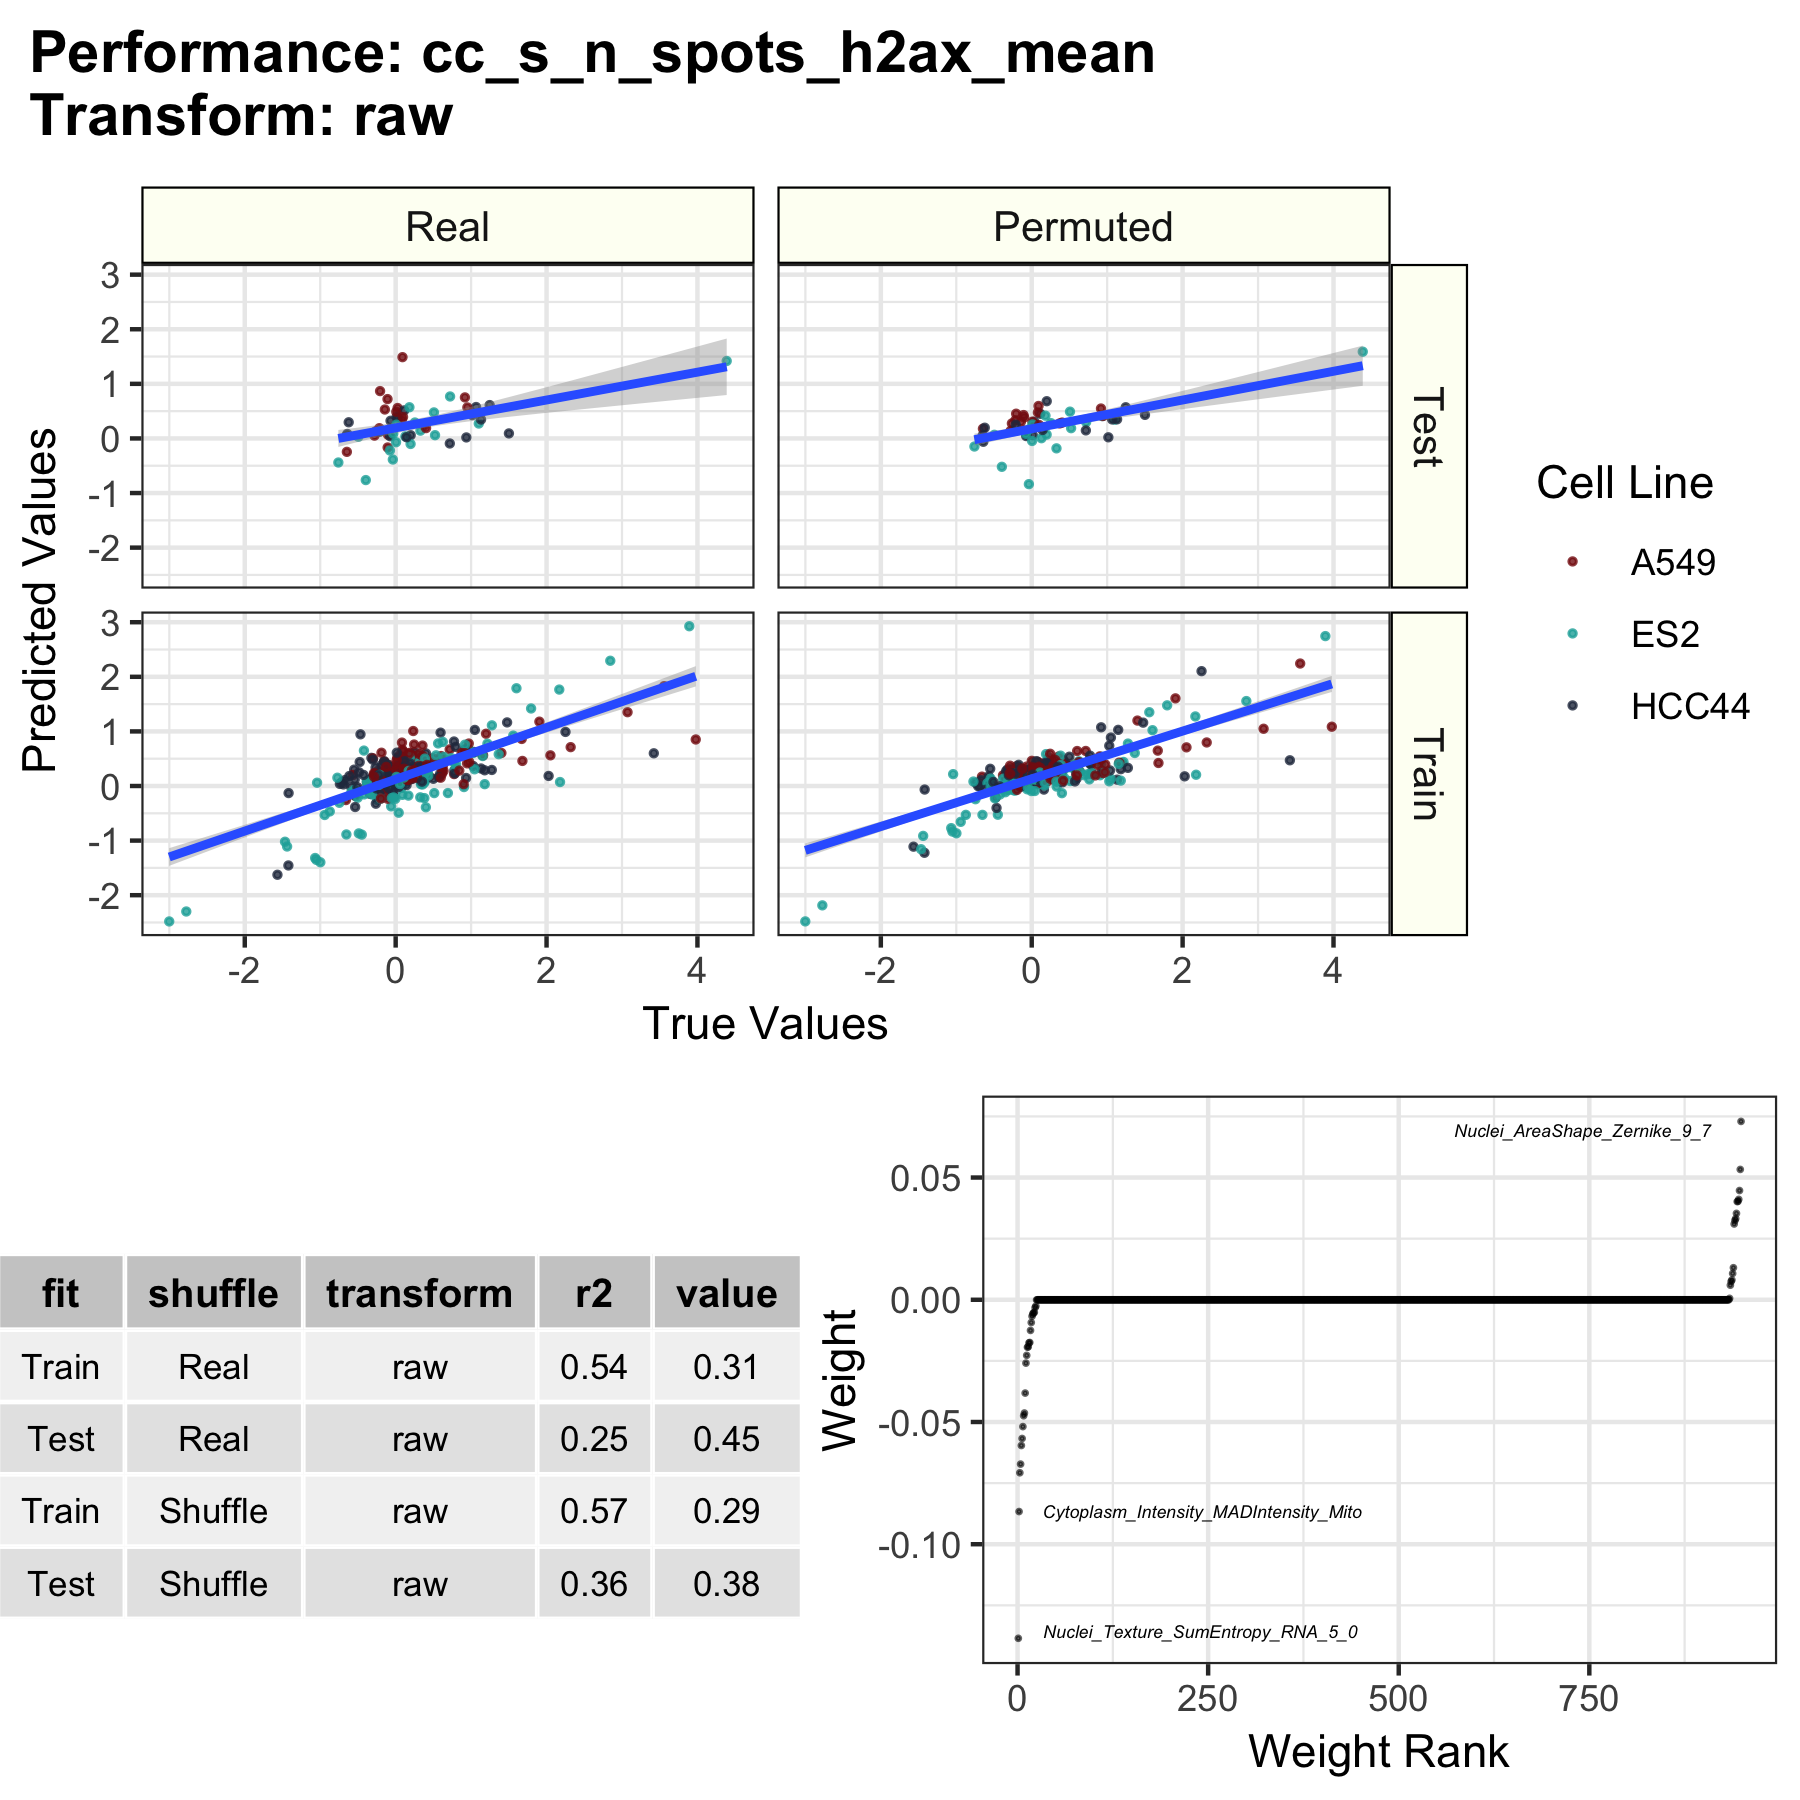 Performance: cc_s_n_spots_h2ax_mean
Transform: raw
Real
Permuted
3
2
1
0
-1
-2
Test
3
2
1
0
-1
-2
Train
Predicted Values
-2
0
2
4
-2
0
2
4
True Values
Cell Line
A549
ES2
HCC44
fit shuffle transform r2 value
Train Real raw 0.54 0.31
Test Real raw 0.25 0.45
Train Shuffle raw 0.57 0.29
Test Shuffle raw 0.36 0.38
Weight
0.05
0.00
-0.05
-0.10
Nuclei_AreaShape_Zernike_9_7
Cytoplasm_Intensity_MADIntensity_Mito
Nuclei_Texture_SumEntropy_RNA_5_0
0
250
500
750
Weight Rank